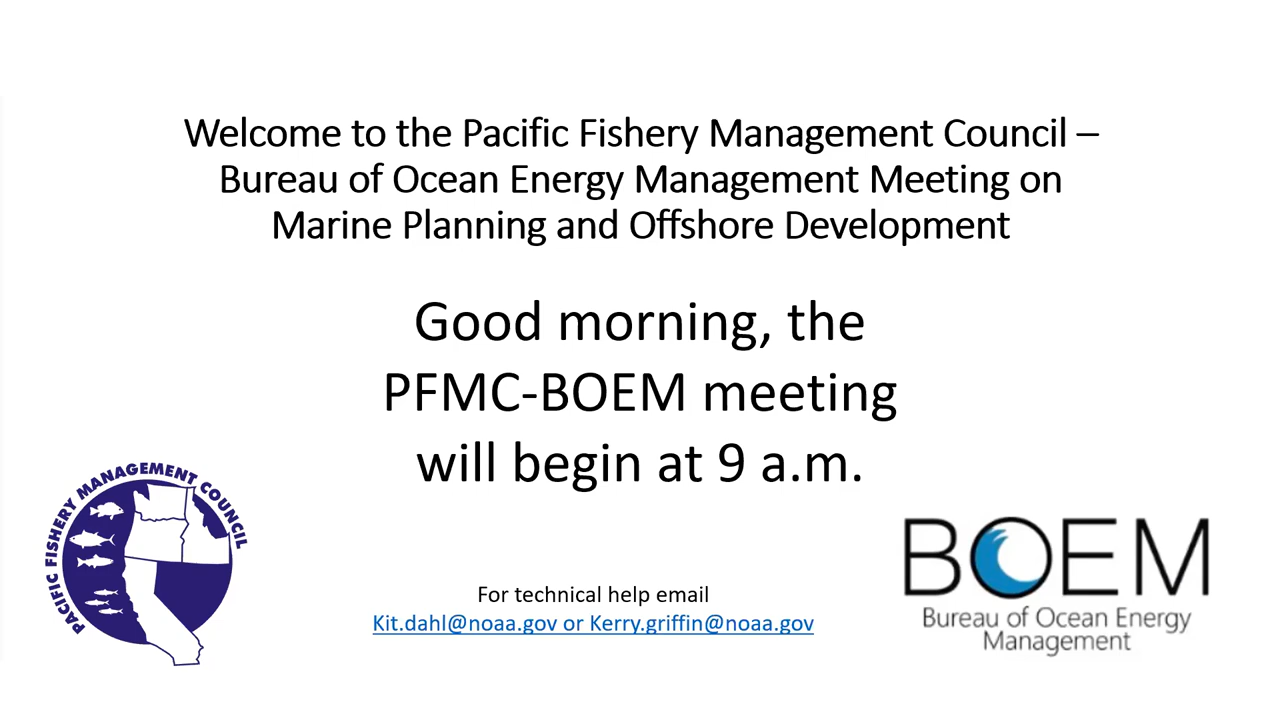 Welcome to the Pacific Fishery Management Council –
Bureau of Ocean Energy Management Meeting on
Marine Planning and Offshore Development
Good morning, the
PFMC-BOEM meeting
will begin at 9 a.m.
PACIFIC FISHERY MANAGEMENT COUNCIL
For technical help email
Kit.dahl@noaa.gov or Kerry.griffin@noaa.gov
BOEM
Bureau of Ocean Energy
Management